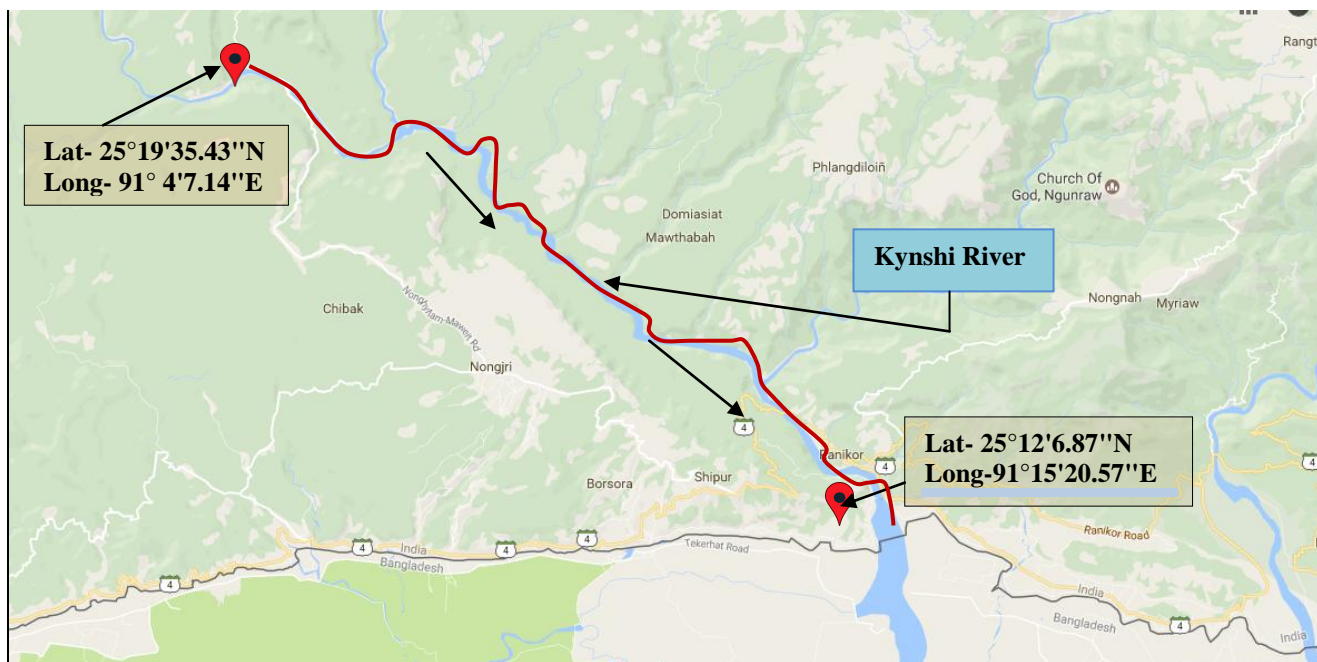 Rangt
Lat- 25°19'35.43"N
Long- 91° 4'7.14"E
Phlangdiloiñ
Church Of
God, Ngunraw
Domiasiat
Mawthabah
Kynshi River
Nongnah
Myriaw
Chibak
Nongjri
4
Lat- 25°12'6.87"N
Long-91°15'20.57"E
Ranikor
4
4
Shipur
Borsora
Ranikor Road
4
4
4
India
Bangladesh
Tekerhat Road
India
Bangladesh
4
India